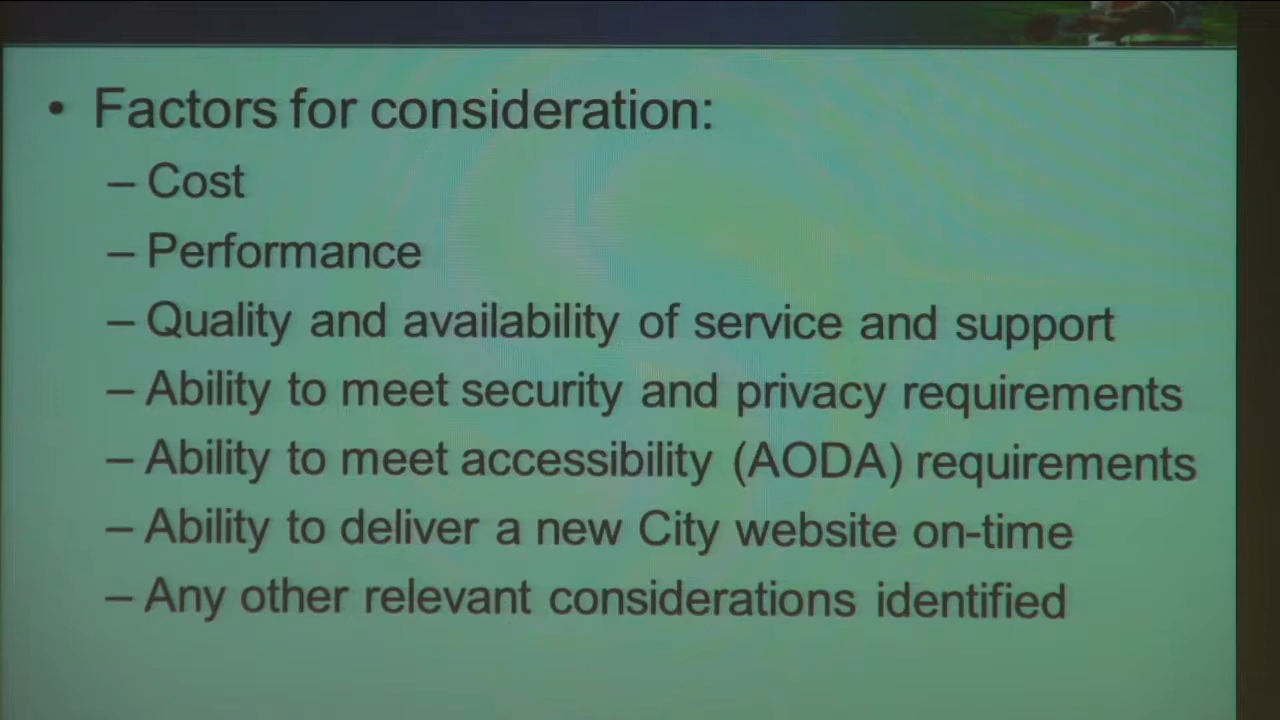 • Factors for consideration:
– Cost
– Performance
– Quality and availability of service and support
– Ability to meet security and privacy requirements
– Ability to meet accessibility (AODA) requirements
– Ability to deliver a new City website on-time
– Any other relevant considerations identified